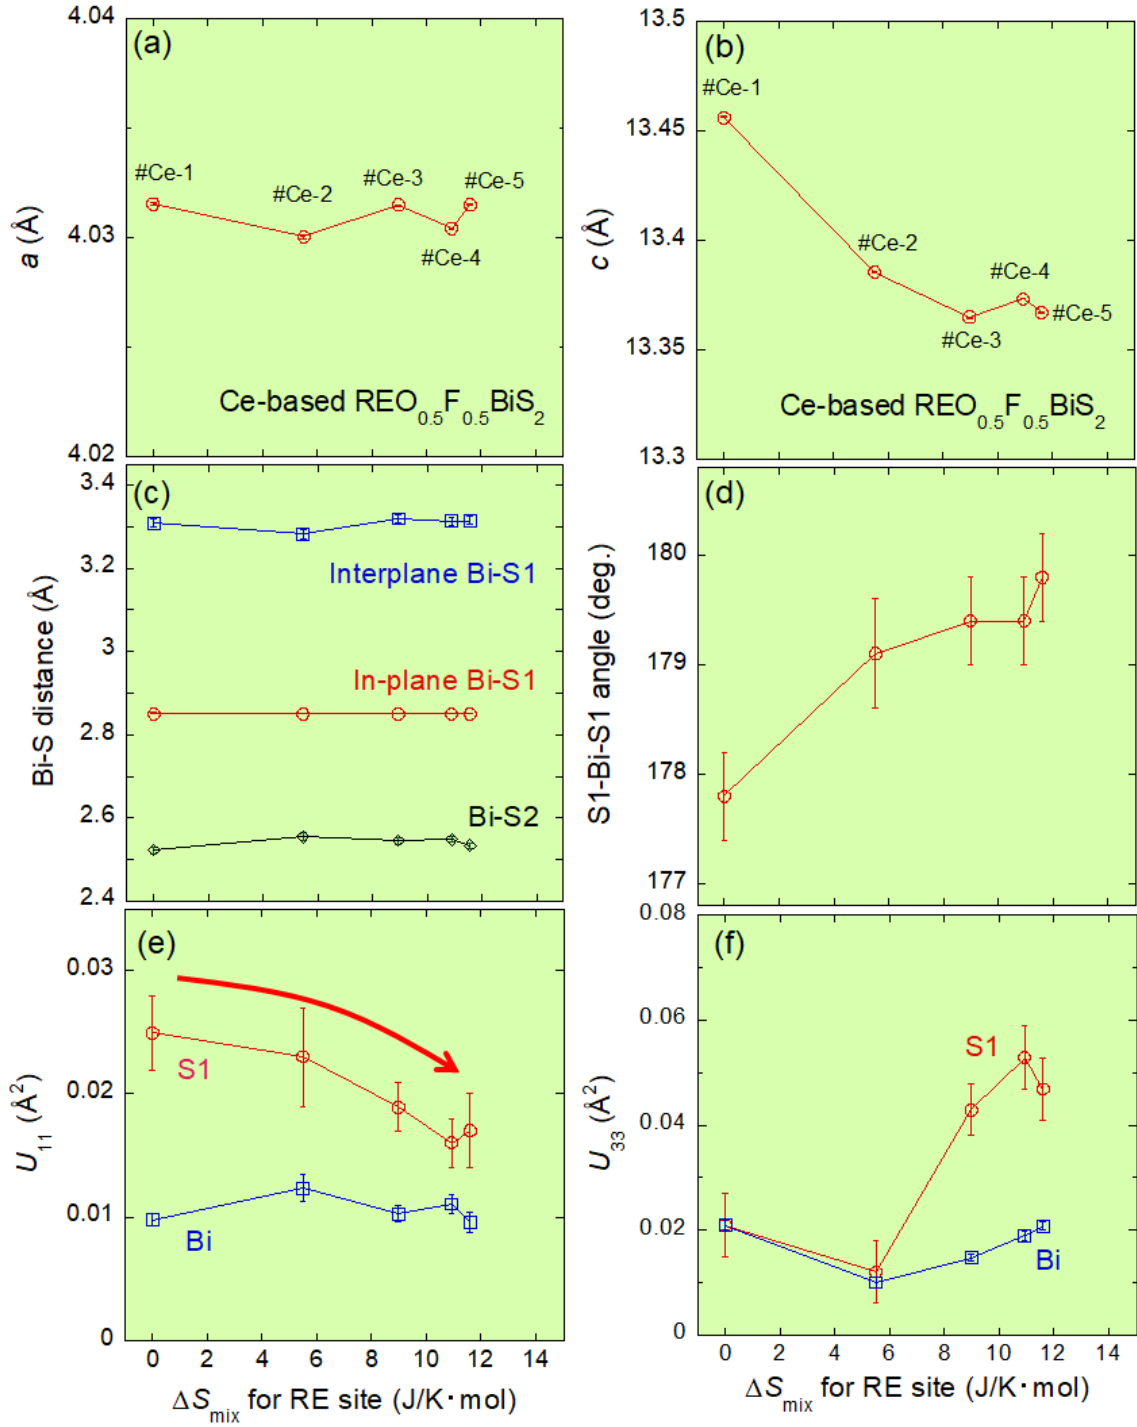 (a)
4.04
4.03
4.02
a (Å)
#Ce-1
#Ce-2
#Ce-3
#Ce-4
#Ce-5
Ce-based REO0.5F0.5BiS2
(b)
13.5
13.45
13.4
13.35
13.3
c (Å)
#Ce-1
#Ce-2
#Ce-3
#Ce-4
#Ce-5
Ce-based REO0.5F0.5BiS2
(c)
3.4
3.2
3
2.8
2.6
2.4
Bi-S distance (Å)
Interplane Bi-S1
In-plane Bi-S1
Bi-S2
(d)
180
179
178
177
S1-Bi-S1 angle (deg.)
(e)
0.03
0.02
0.01
0
U11 (Å2)
S1
Bi
0 2 4 6 8 10 12 14
ΔSmix for RE site (J/K・mol)
(f)
0.08
0.06
0.04
0.02
0
U33 (Å2)
S1
Bi
0 2 4 6 8 10 12 14
ΔSmix for RE site (J/K・mol)